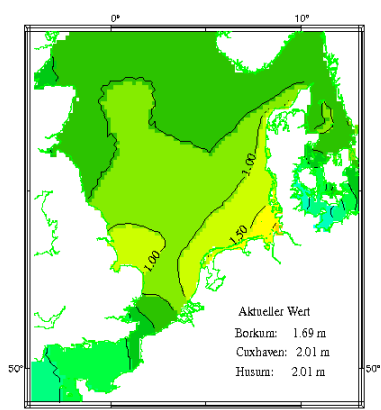 0° 10°
1.00
1.50
1.00
Aktueller Wert
Borkum: 1.69 m
Cuxhaven: 2.01 m
Husum: 2.01 m
50° 50°